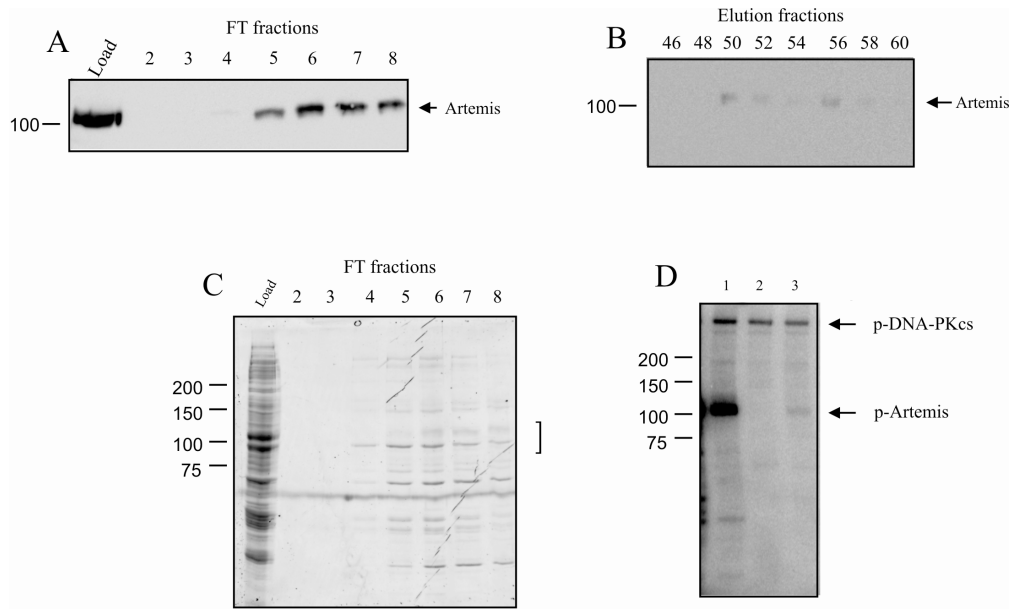 A
FT fractions
Load 2 3 4 5 6 7 8
100
Artemis
B
Elution fractions
46 48 50 52 54 56 58 60
100
Artemis
C
FT fractions
Load 2 3 4 5 6 7 8
200
150
100
75
D
1 2 3
p-DNA-PKcs
200
150
100
75
p-Artemis